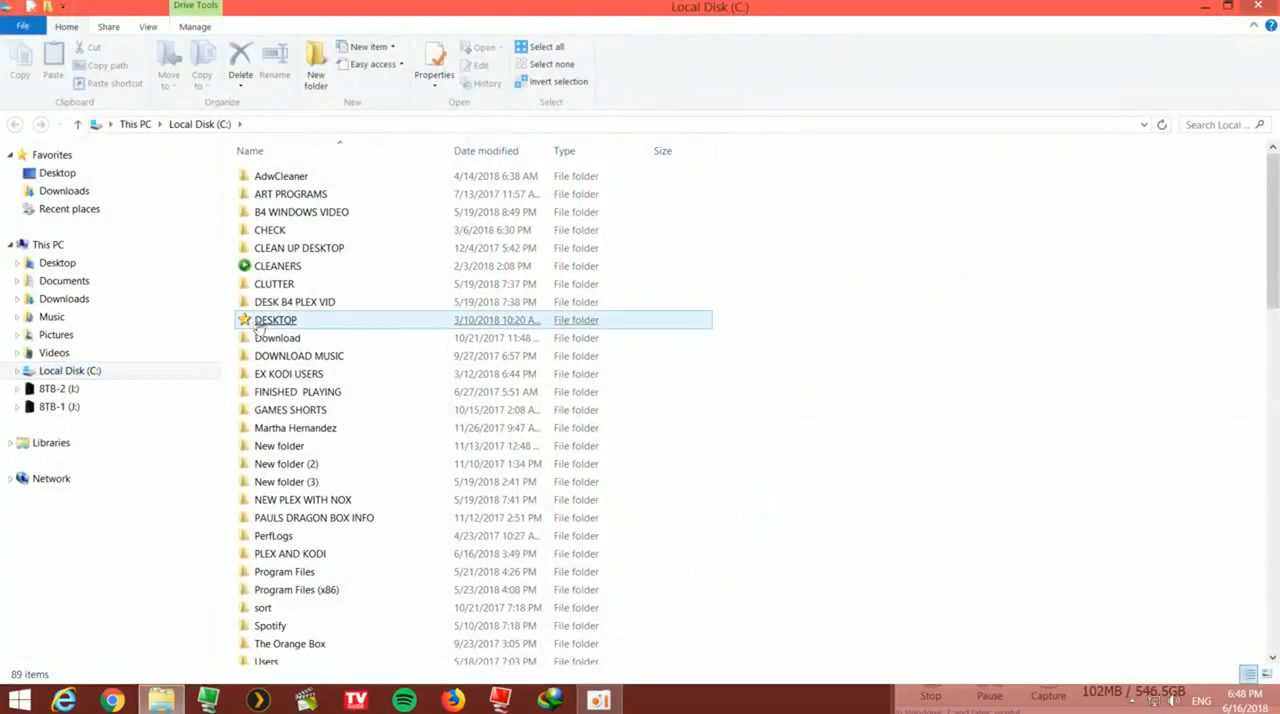 Drive Tools
Local Disk (C:)
File Home Share View Manage
Copy Paste Cut Copy path Paste shortcut Move to Copy to Delete Rename New folder New item Easy access Properties Open Edit History Select all Select none Invert selection
Clipboard Organize New Open Select
This PC Local Disk (C:) Search Local ...
Favorites
Desktop
Downloads
Recent places
This PC
Desktop
Documents
Downloads
Music
Pictures
Videos
Local Disk (C:)
8TB-2 (I:)
8TB-1 (J:)
Libraries
Network
Name Date modified Type Size
AdwCleaner 4/14/2018 6:38 AM File folder
ART PROGRAMS 7/13/2017 11:57 A... File folder
B4 WINDOWS VIDEO 5/19/2018 8:49 PM File folder
CHECK 3/6/2018 6:30 PM File folder
CLEAN UP DESKTOP 12/4/2017 5:42 PM File folder
CLEANERS 2/3/2018 2:08 PM File folder
CLUTTER 5/19/2018 7:37 PM File folder
DESK B4 PLEX VID 5/19/2018 7:38 PM File folder
DESKTOP 3/10/2018 10:20 A... File folder
Download 10/21/2017 11:48 ... File folder
DOWNLOAD MUSIC 9/27/2017 6:57 PM File folder
EX KODI USERS 3/12/2018 6:44 PM File folder
FINISHED PLAYING 6/27/2017 5:51 AM File folder
GAMES SHORTS 10/15/2017 2:08 A... File folder
Martha Hernandez 11/26/2017 9:47 A... File folder
New folder 11/13/2017 12:48 ... File folder
New folder (2) 11/10/2017 1:34 PM File folder
New folder (3) 5/19/2018 2:41 PM File folder
NEW PLEX WITH NOX 5/19/2018 7:41 PM File folder
PAULS DRAGON BOX INFO 11/12/2017 2:51 PM File folder
PerfLogs 4/23/2017 10:27 A... File folder
PLEX AND KODI 6/16/2018 3:49 PM File folder
Program Files 5/21/2018 4:26 PM File folder
Program Files (x86) 5/23/2018 4:08 PM File folder
sort 10/21/2017 7:18 PM File folder
Spotify 5/10/2018 7:18 PM File folder
The Orange Box 9/23/2017 3:05 PM File folder
Users 5/18/2018 7:03 PM File folder
89 items
TV GUIDE
Stop Pause Capture 102MB / 546.5GB
ENG 6:48 PM
6/16/2018